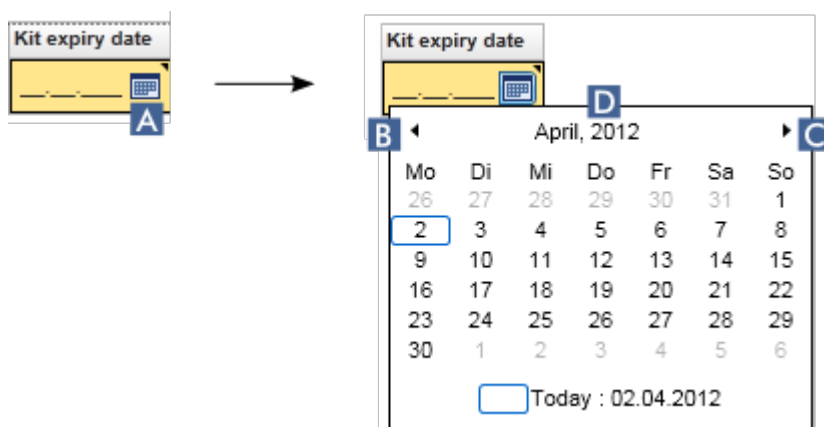 Kit expiry date
__.__.____
A
Kit expiry date
__.__.____
D
B
April, 2012
C
Mo Di Mi Do Fr Sa So
26 27 28 29 30 31 1
2 3 4 5 6 7 8
9 10 11 12 13 14 15
16 17 18 19 20 21 22
23 24 25 26 27 28 29
30 1 2 3 4 5 6
Today : 02.04.2012